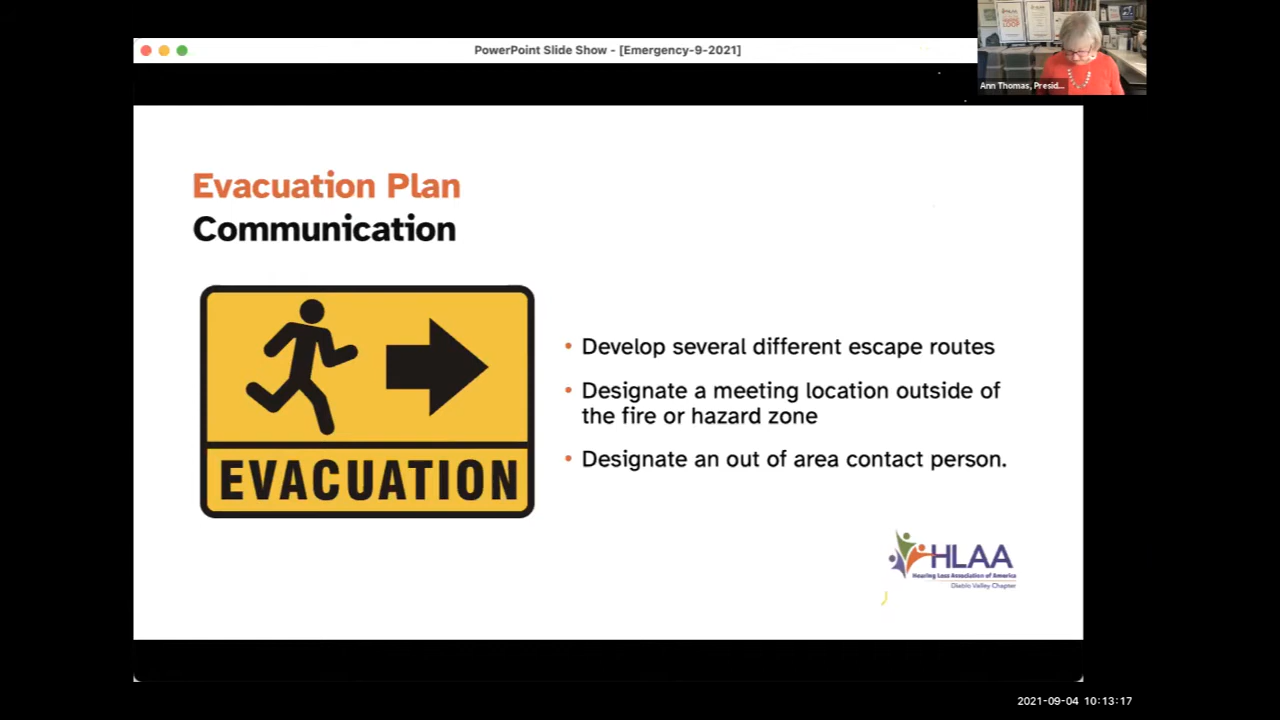 PowerPoint Slide Show - [Emergency-9-2021]
Ann Thomas, Presid...
Evacuation Plan
Communication
EVACUATION
• Develop several different escape routes
• Designate a meeting location outside of
the fire or hazard zone
• Designate an out of area contact person.
HLAA
Hearing Loss Association of America
Diablo Valley Chapter
2021-09-04 10:13:17